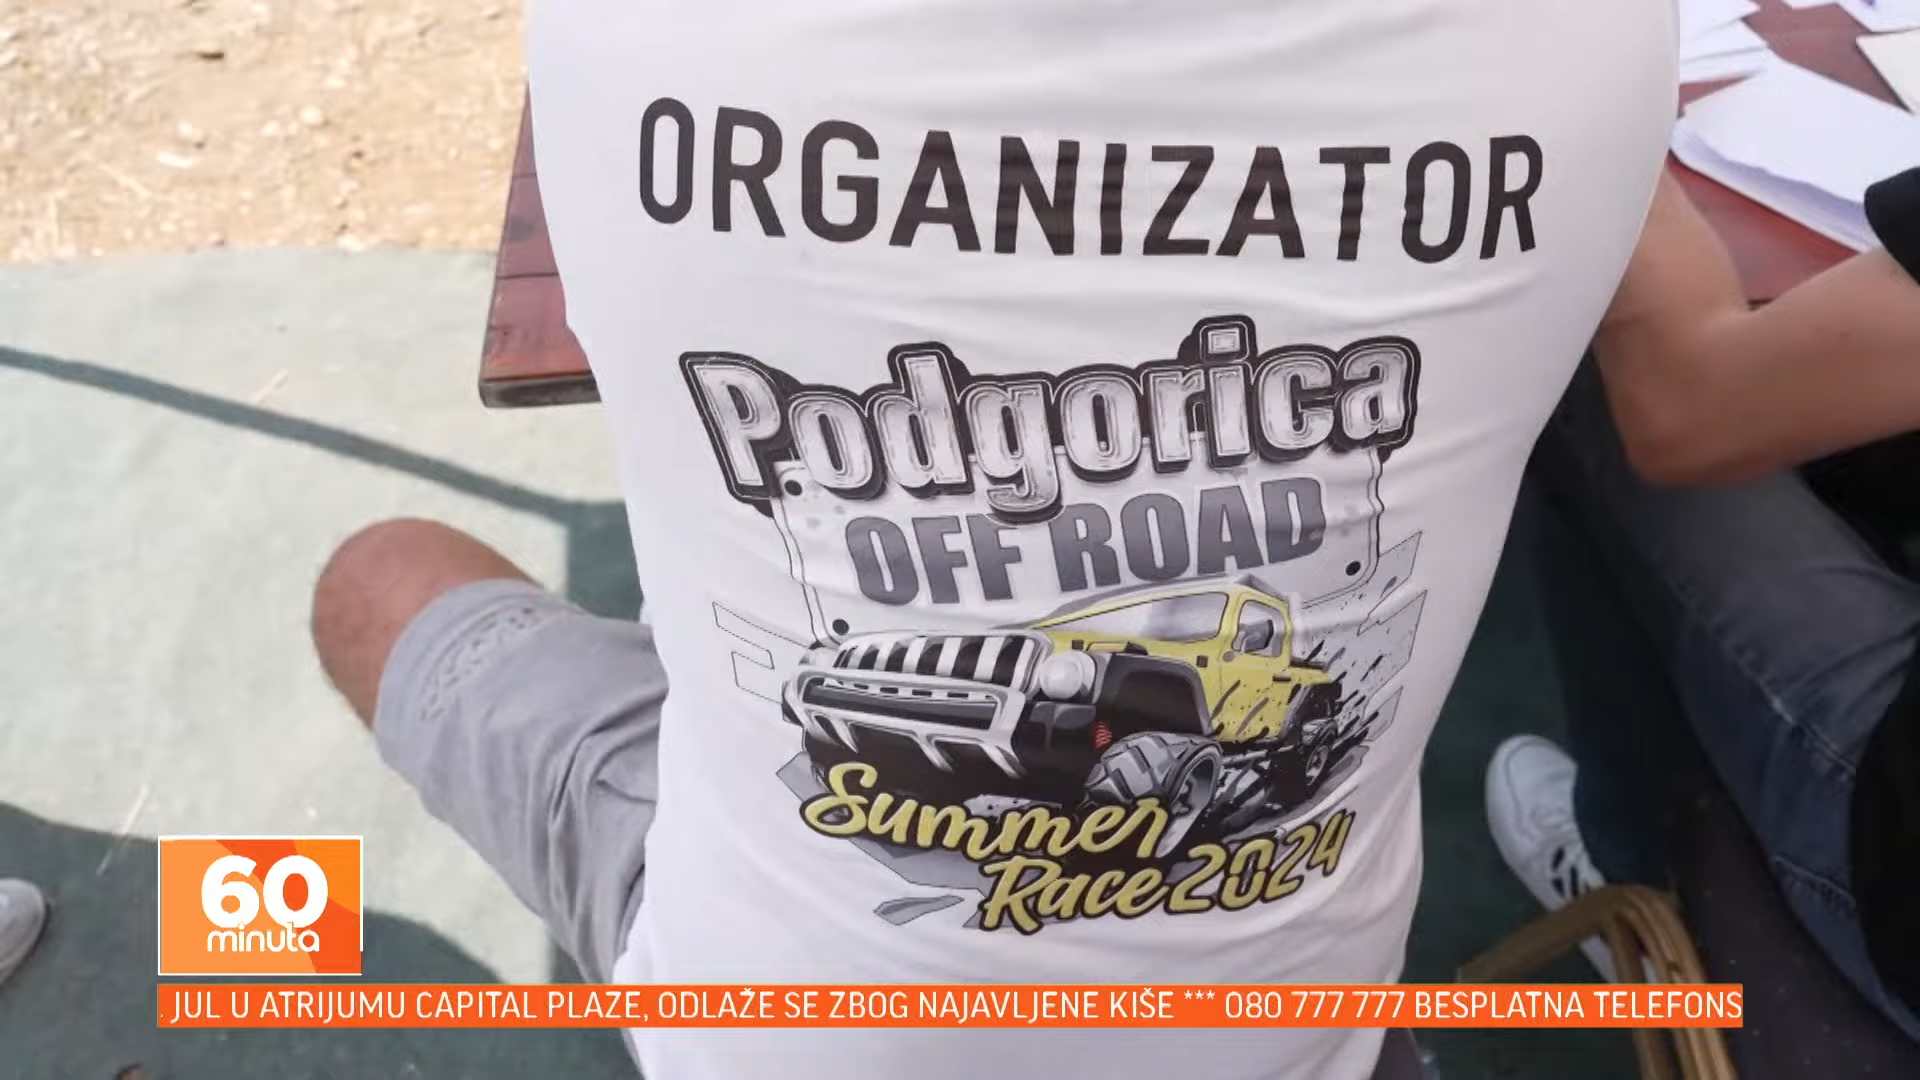 ORGANIZATOR
Podgorica
OFF ROAD
Summer
Race 2024
60
minuta
. JUL U ATRIJUMU CAPITAL PLAZE, ODLAŽE SE ZBOG NAJAVLJENE KIŠE *** 080 777 777 BESPLATNA TELEFONS